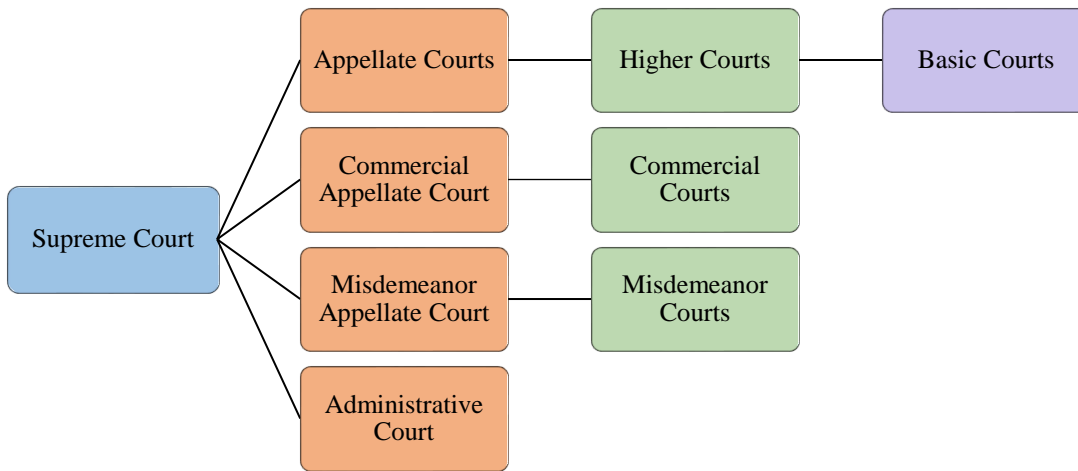 Appellate Courts
Higher Courts
Basic Courts
Commercial
Appellate Court
Commercial
Courts
Supreme Court
Misdemeanor
Appellate Court
Misdemeanor
Courts
Administrative
Court